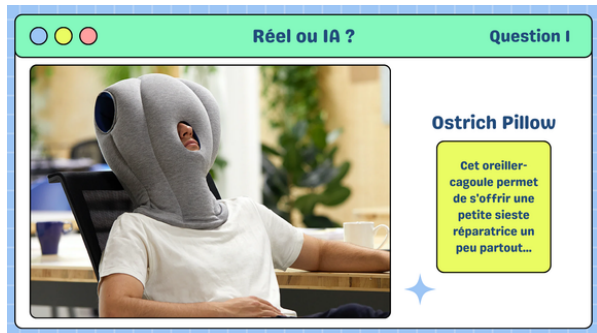 Réel ou IA ?
Question 1
Ostrich Pillow
Cet oreiller-
cagoule permet
de s'offrir une
petite sieste
réparatrice un
peu partout...